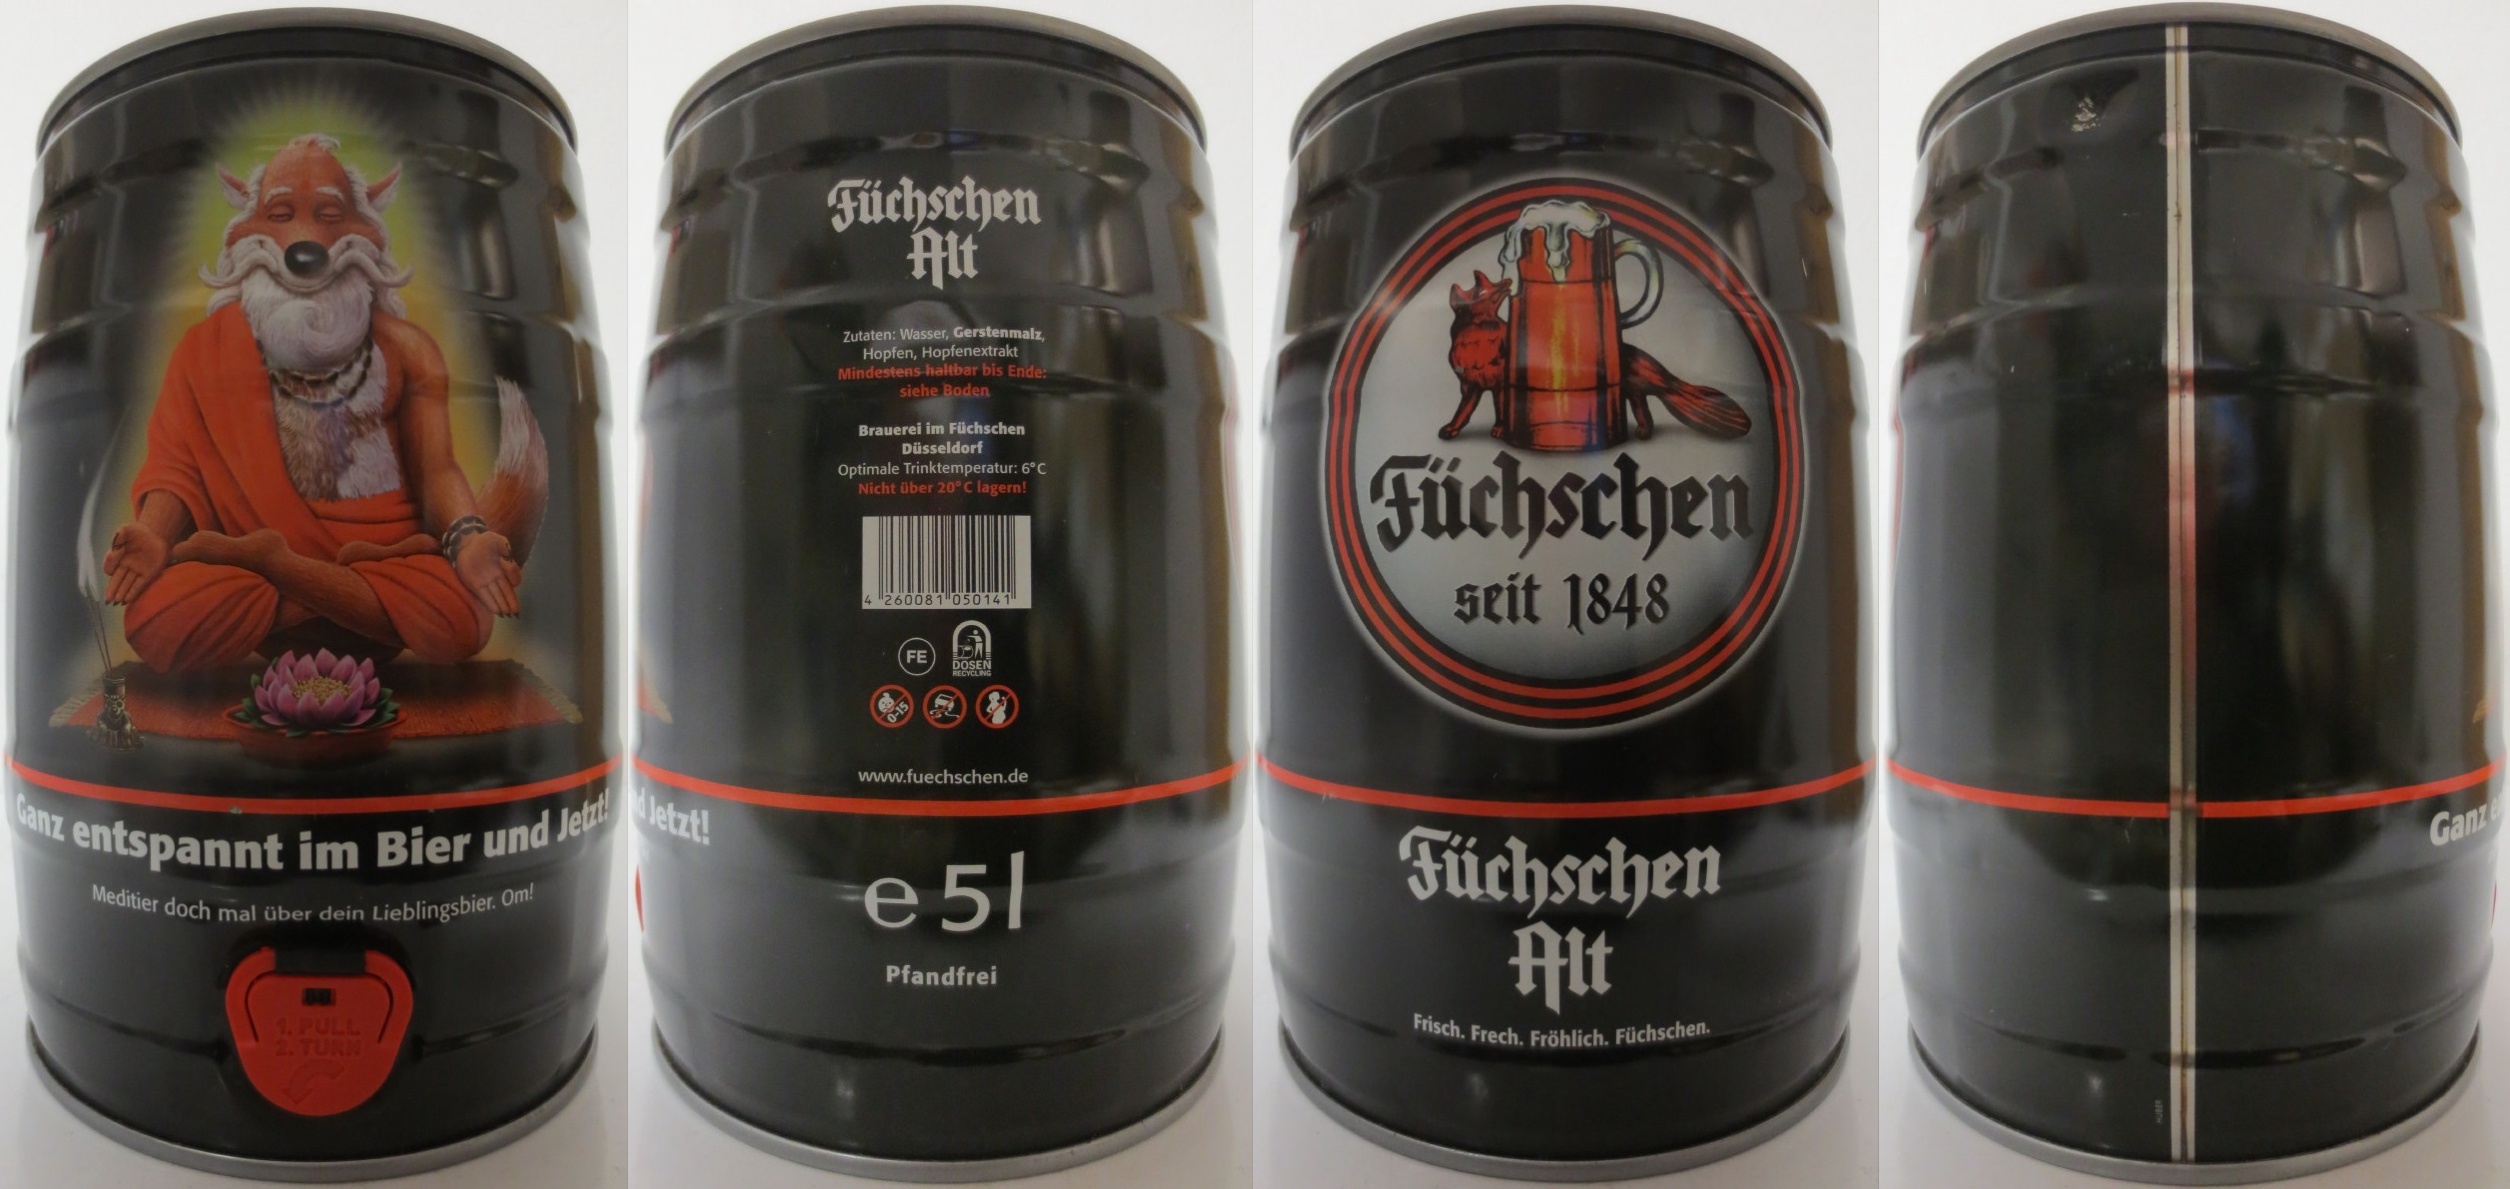 Ganz entspannt im Bier und Jetzt!
Meditier doch mal über dein Lieblingsbier. Om!
1. PULL
2. TURN
nd Jetzt!
Füchschen
Alt
Zutaten: Wasser, Gerstenmalz,
Hopfen, Hopfenextrakt
Mindestens haltbar bis Ende:
siehe Boden
Brauerei im Füchschen
Düsseldorf
Optimale Trinktemperatur: 6°C
Nicht über 20°C lagern!
4 260081 050141
FE
DOSEN
RECYCLING
0-15
www.fuechschen.de
e 5l
Pfandfrei
Füchschen
seit 1848
Füchschen
Alt
Frisch. Frech. Fröhlich. Füchschen.
Ganz e
HUBER